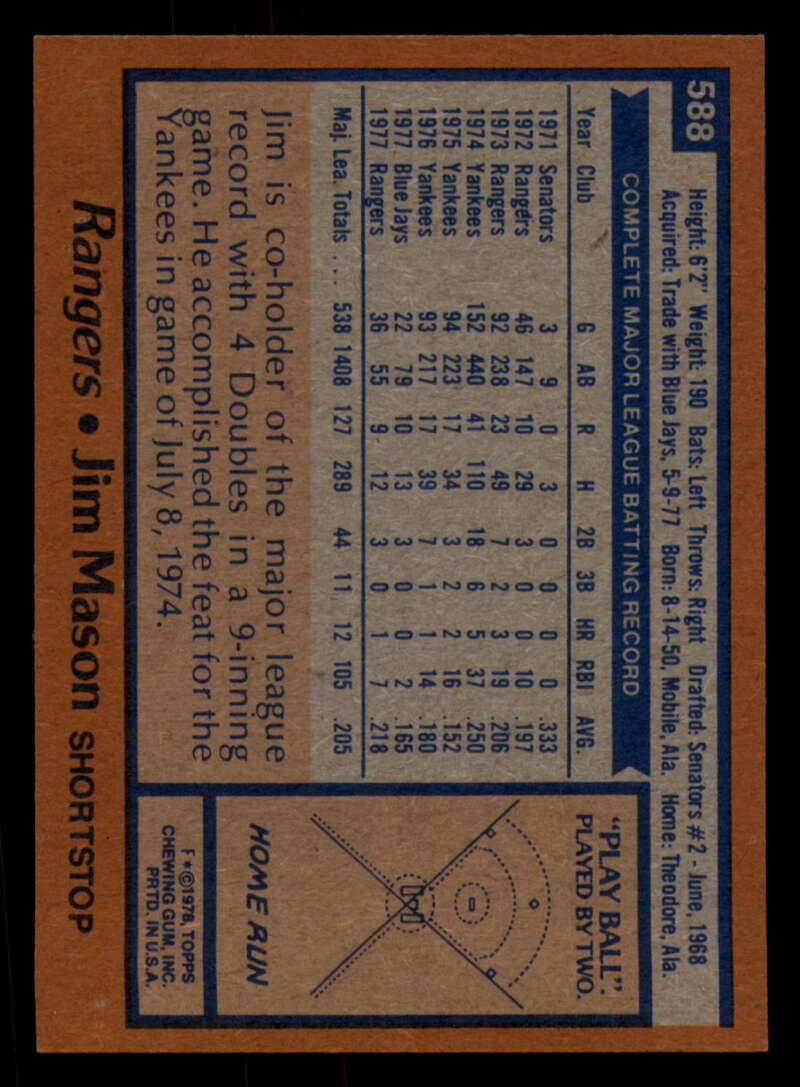 588
Height: 6'2" Weight: 190 Bats: Left Throws: Right Drafted: Senators #2 - June, 1968
Acquired: Trade with Blue Jays, 5-9-77 Born: 8-14-50, Mobile, Ala. Home: Theodore, Ala.
COMPLETE MAJOR LEAGUE BATTING RECORD
Year Club G AB R H 2B 3B HR RBI AVG.
1971 Senators 3 9 0 3 0 0 0 0 .333
1972 Rangers 46 147 10 29 3 0 0 10 .197
1973 Rangers 92 238 23 49 7 2 3 19 .206
1974 Yankees 152 440 41 110 18 6 5 37 .250
1975 Yankees 94 223 17 34 3 2 2 16 .152
1976 Yankees 93 217 17 39 7 1 1 14 .180
1977 Blue Jays 22 79 10 13 3 0 0 2 .165
1977 Rangers 36 55 9 12 3 0 1 7 .218
Maj. Lea. Totals . . . 538 1408 127 289 44 11 12 105 .205
Jim is co-holder of the major league
record with 4 Doubles in a 9-inning
game. He accomplished the feat for the
Yankees in game of July 8, 1974.
"PLAY BALL":
PLAYED BY TWO.
HOME RUN
F*©1978, TOPPS
CHEWING GUM, INC.
PRTD. IN U.S.A.
Rangers • Jim Mason SHORTSTOP